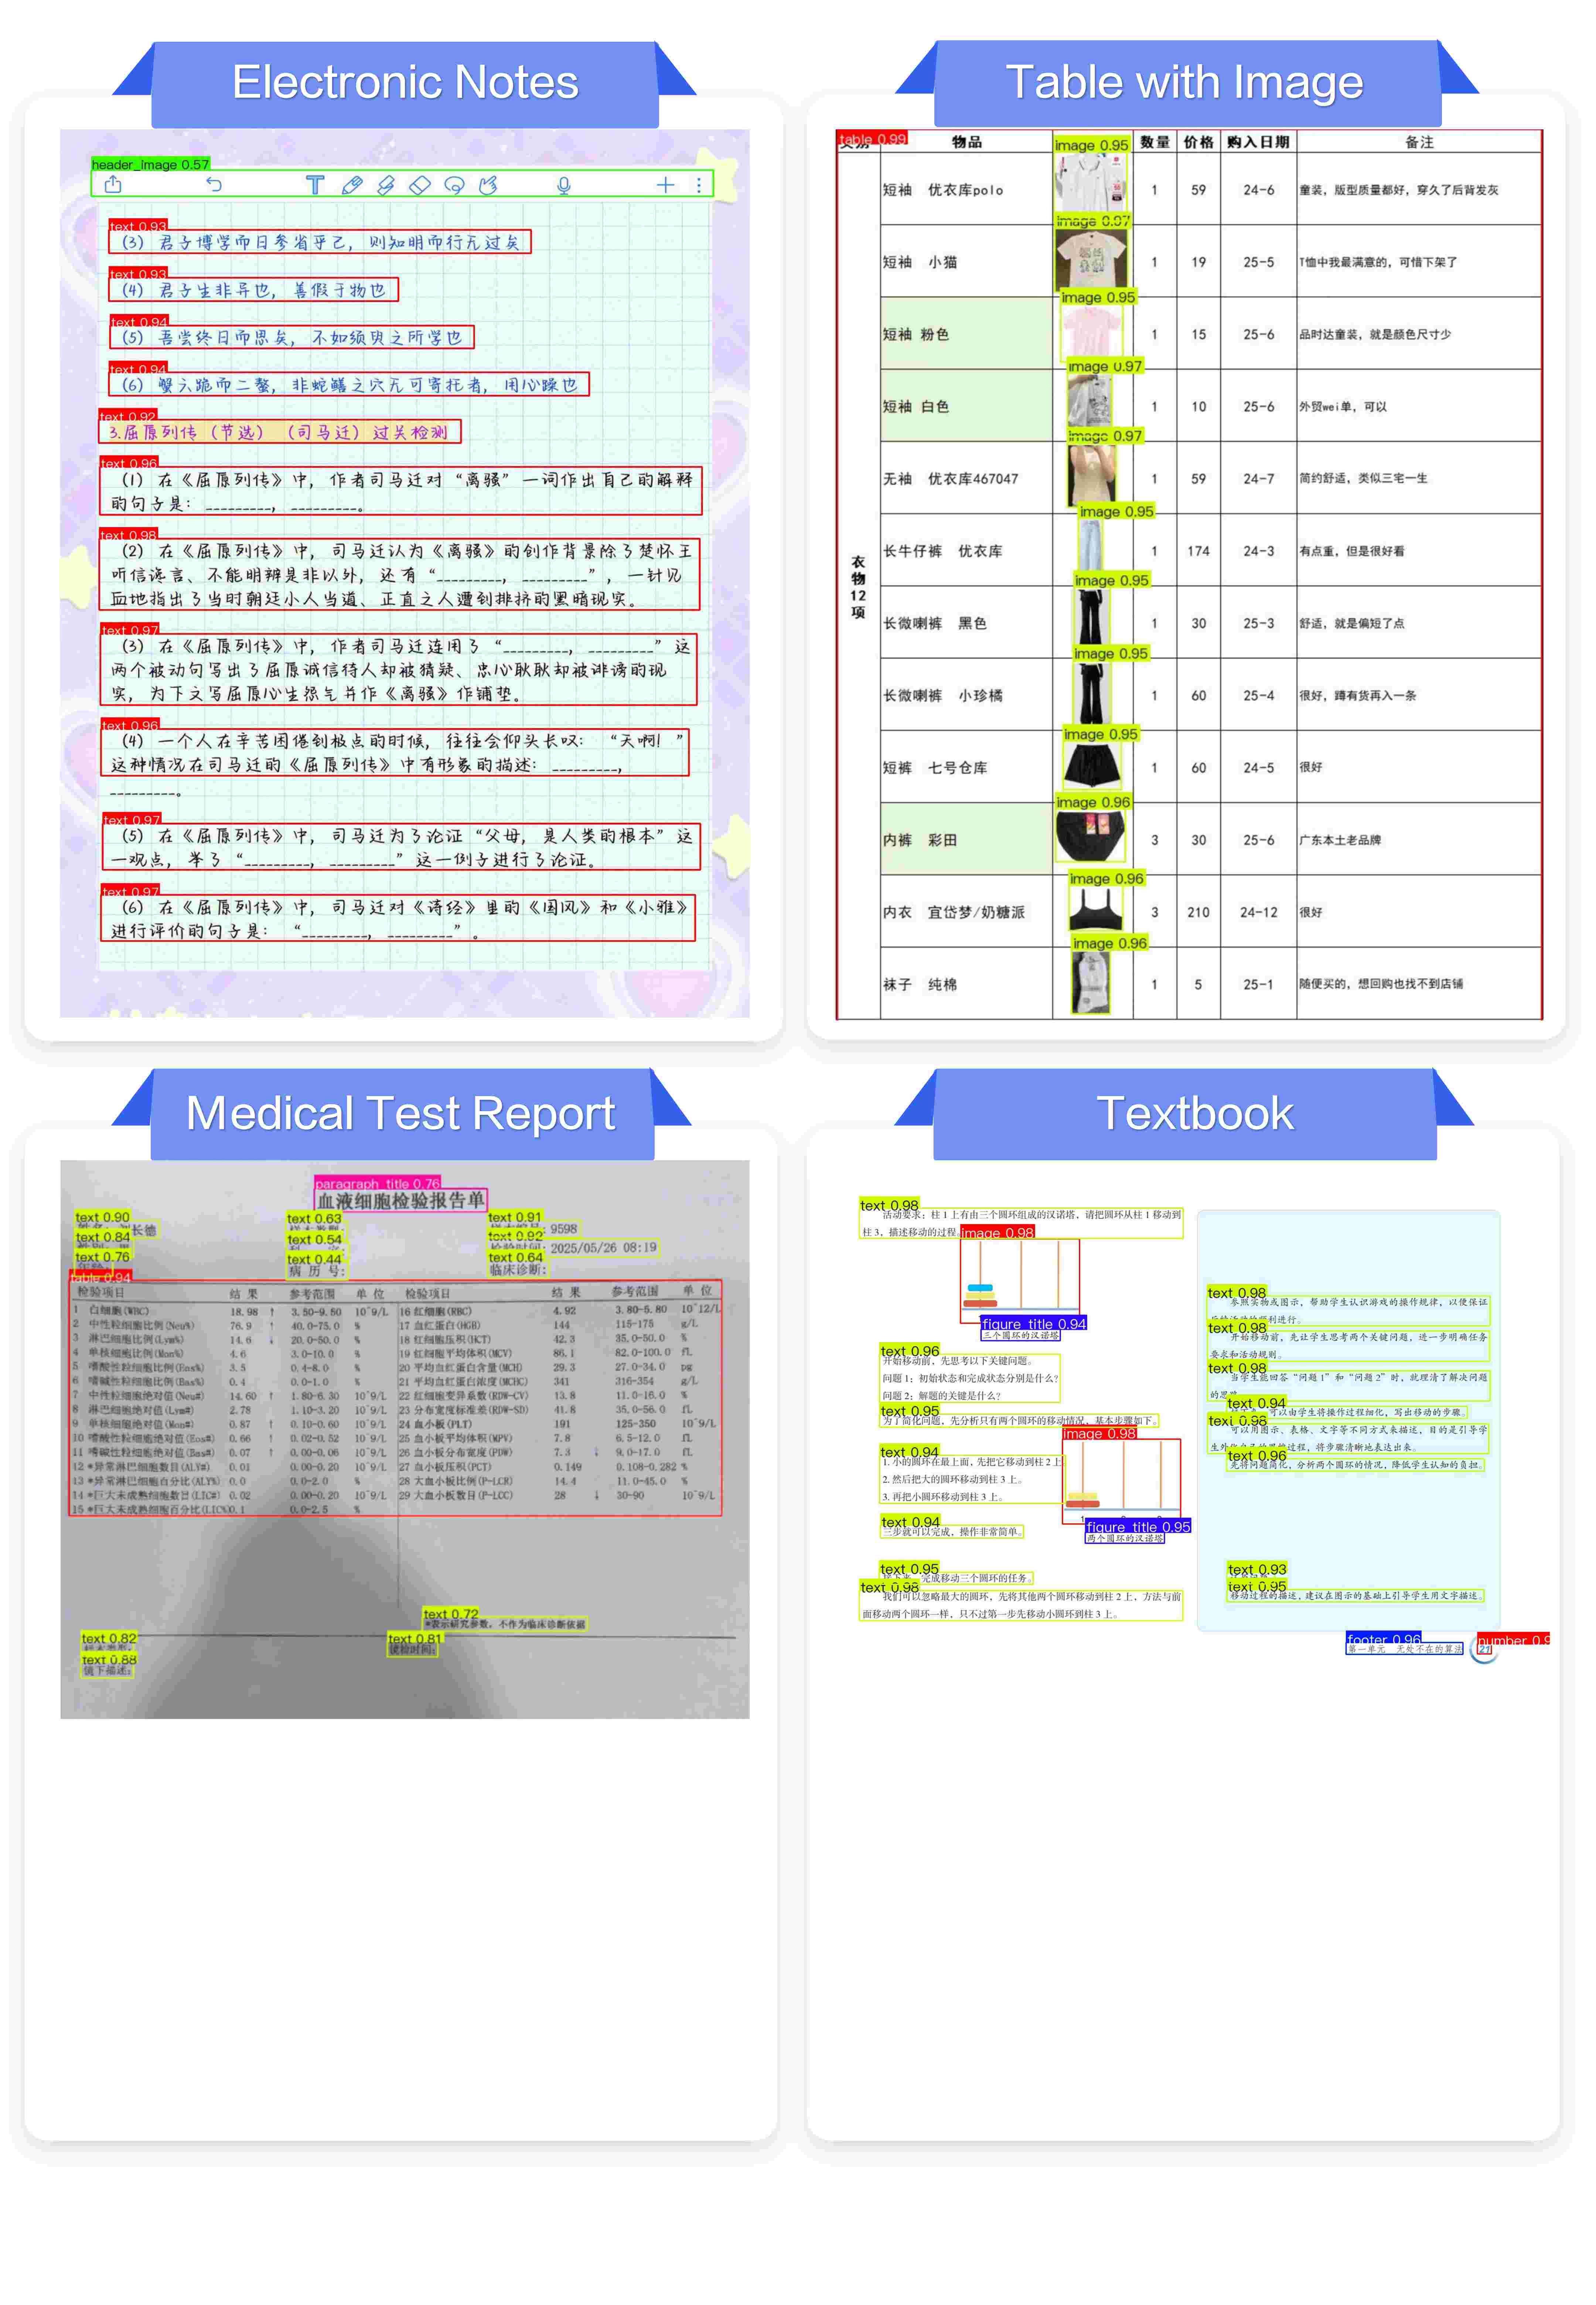 Electronic Notes
header_image 0.57
text 0.93
(3) 君子博学而日参省乎己, 则知明而行无过矣
text 0.93
(4) 君子生非异也, 善假于物也
text 0.94
(5) 吾尝终日而思矣, 不如须臾之所学也
text 0.94
(6) 蟹六跪而二螯, 非蛇鳝之穴无可寄托者, 用心躁也
text 0.92
3.屈原列传 (节选) (司马迁) 过关检测
text 0.96
(1) 在《屈原列传》中, 作者司马迁对 “离骚” 一词作出自己的解释
的句子是: _________, _________。
text 0.98
(2) 在《屈原列传》中, 司马迁认为《离骚》的创作背景除了楚怀王
听信谗言、不能明辨是非以外, 还有 “_________, _________” , 一针见
血地指出了当时朝廷小人当道、正直之人遭到排挤的黑暗现实。
text 0.97
(3) 在《屈原列传》中, 作者司马迁连用了 “_________, _________” 这
两个被动句写出了屈原诚信待人却被猜疑、忠心耿耿却被诽谤的现
实, 为下文写屈原心生怨气并作《离骚》作铺垫。
text 0.96
(4) 一个人在辛苦困倦到极点的时候, 往往会仰头长叹: “天啊! ”
这种情况在司马迁的《屈原列传》中有形象的描述: _________,
_________。
text 0.97
(5) 在《屈原列传》中, 司马迁为了论证 “父母, 是人类的根本” 这
一观点, 举了 “_________, _________” 这一例子进行了论证。
text 0.97
(6) 在《屈原列传》中, 司马迁对《诗经》里的《国风》和《小雅》
进行评价的句子是: “_________, _________” 。
Table with Image
table 0.99
物品 数量 价格 购入日期 备注
image 0.95
短袖 优衣库polo 1 59 24-6 童装, 版型质量都好, 穿久了后背发灰
image 0.97
短袖 小猫 1 19 25-5 T恤中我最满意的, 可惜下架了
image 0.95
短袖 粉色 1 15 25-6 品时达童装, 就是颜色尺寸少
image 0.97
短袖 白色 1 10 25-6 外贸wei单, 可以
image 0.97
无袖 优衣库467047 1 59 24-7 简约舒适, 类似三宅一生
image 0.95
长牛仔裤 优衣库 1 174 24-3 有点重, 但是很好看
衣物12项
image 0.95
长微喇裤 黑色 1 30 25-3 舒适, 就是偏短了点
image 0.95
长微喇裤 小珍橘 1 60 25-4 很好, 蹲有货再入一条
image 0.95
短裤 七号仓库 1 60 24-5 很好
image 0.96
内裤 彩田 3 30 25-6 广东本土老品牌
image 0.96
内衣 宜岱梦/奶糖派 3 210 24-12 很好
image 0.96
袜子 纯棉 1 5 25-1 随便买的, 想回购也找不到店铺
Medical Test Report
paragraph_title 0.76
血液细胞检验报告单
text 0.90 text 0.63 text 0.91
长德 9598
text 0.84 text 0.54 text 0.92
2025/05/26 08:19
text 0.76 text 0.44 text 0.64
病 历 号: 临床诊断:
table 0.94
检验项目 结 果 参考范围 单 位 检验项目 结 果 参考范围 单 位
1 白细胞(WBC) 18.98 ↑ 3.50-9.50 10^9/L 16 红细胞(RBC) 4.92 3.80-5.80 10^12/L
2 中性粒细胞比例(Neu%) 76.9 ↑ 40.0-75.0 % 17 血红蛋白(HGB) 144 115-175 g/L
3 淋巴细胞比例(Lym%) 14.6 ↓ 20.0-50.0 % 18 红细胞压积(HCT) 42.3 35.0-50.0 %
4 单核细胞比例(Mon%) 4.6 3.0-10.0 % 19 红细胞平均体积(MCV) 86.1 82.0-100.0 fL
5 嗜酸性粒细胞比例(Eos%) 3.5 0.4-8.0 % 20 平均血红蛋白含量(MCH) 29.3 27.0-34.0 pg
6 嗜碱性粒细胞比例(Bas%) 0.4 0.0-1.0 % 21 平均血红蛋白浓度(MCHC) 341 316-354 g/L
7 中性粒细胞绝对值(Neu#) 14.60 ↑ 1.80-6.30 10^9/L 22 红细胞变异系数(RDW-CV) 13.8 11.0-16.0 %
8 淋巴细胞绝对值(Lym#) 2.78 1.10-3.20 10^9/L 23 分布宽度标准差(RDW-SD) 41.8 35.0-56.0 fL
9 单核细胞绝对值(Mon#) 0.87 ↑ 0.10-0.60 10^9/L 24 血小板(PLT) 191 125-350 10^9/L
10 嗜酸性粒细胞绝对值(Eos#) 0.66 ↑ 0.02-0.52 10^9/L 25 血小板平均体积(MPV) 7.8 6.5-12.0 fL
11 嗜碱性粒细胞绝对值(Bas#) 0.07 ↑ 0.00-0.06 10^9/L 26 血小板分布宽度(PDW) 7.3 ↓ 9.0-17.0 fL
12 *异常淋巴细胞数目(ALY#) 0.01 0.00-0.20 10^9/L 27 血小板压积(PCT) 0.149 0.108-0.282 %
13 *异常淋巴细胞百分比(ALY%) 0.0 0.0-2.0 % 28 大血小板比例(P-LCR) 14.4 11.0-45.0 %
14 *巨大未成熟细胞数目(LIC#) 0.02 0.00-0.20 10^9/L 29 大血小板数目(P-LCC) 28 ↓ 30-90 10^9/L
15 *巨大未成熟细胞百分比(LIC%) 0.1 0.0-2.5 %
text 0.72
*表示研究参数, 不作为临床诊断依据
text 0.82 text 0.81
送检时间:
text 0.88
镜下描述:
Textbook
text 0.98
活动要求: 柱 1 上有由三个圆环组成的汉诺塔, 请把圆环从柱 1 移动到
柱 3, 描述移动的过程。
image 0.98
figure_title 0.94
三个圆环的汉诺塔
text 0.96
开始移动前, 先思考以下关键问题。
问题 1: 初始状态和完成状态分别是什么?
问题 2: 解题的关键是什么?
text 0.95
为了简化问题, 先分析只有两个圆环的移动情况, 基本步骤如下。
image 0.98
text 0.94
1. 小的圆环在最上面, 先把它移动到柱 2 上
2. 然后把大的圆环移动到柱 3 上。
3. 再把小圆环移动到柱 3 上。
figure_title 0.95
两个圆环的汉诺塔
text 0.94
三步就可以完成, 操作非常简单。
text 0.95
完成移动三个圆环的任务。
text 0.98
我们可以忽略最大的圆环, 先将其他两个圆环移动到柱 2 上, 方法与前
面移动两个圆环一样, 只不过第一步先移动小圆环到柱 3 上。
text 0.98
参照实物或图示, 帮助学生认识游戏的操作规律, 以便保证
利进行。
text 0.98
开始移动前, 先让学生思考两个关键问题, 进一步明确任务
要求和活动规则。
text 0.98
当学生能回答 “问题 1” 和 “问题 2” 时, 就理清了解决问题
的思路
text 0.94
可以由学生将操作过程细化, 写出移动的步骤。
text 0.98
可以用图示、表格、文字等不同方式来描述, 目的是引导学
过程, 将步骤清晰地表达出来。
text 0.96
先将问题简化, 分析两个圆环的情况, 降低学生认知的负担。
text 0.93
text 0.95
移动过程的描述, 建议在图示的基础上引导学生用文字描述。
footer 0.96
第一单元 无处不在的算法
number 0.9
21